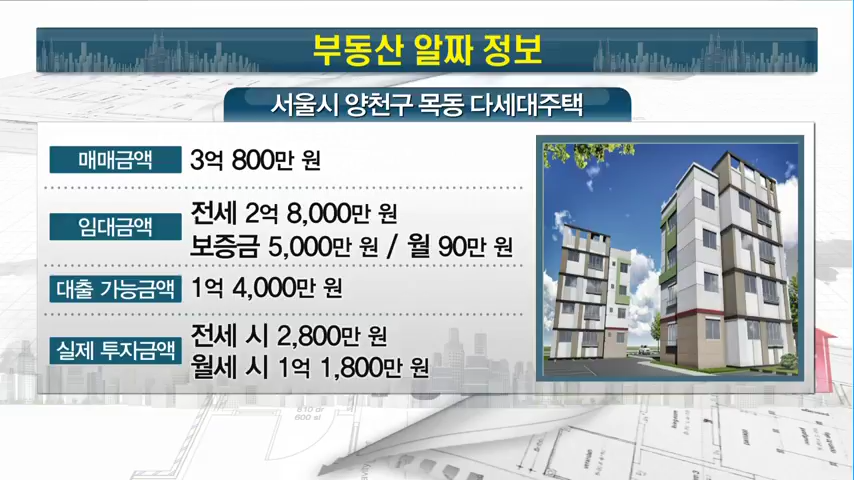 부동산 알짜 정보
서울시 양천구 목동 다세대주택
매매금액 3억 800만 원
임대금액 전세 2억 8,000만 원
보증금 5,000만 원 / 월 90만 원
대출 가능금액 1억 4,000만 원
실제 투자금액 전세 시 2,800만 원
월세 시 1억 1,800만 원